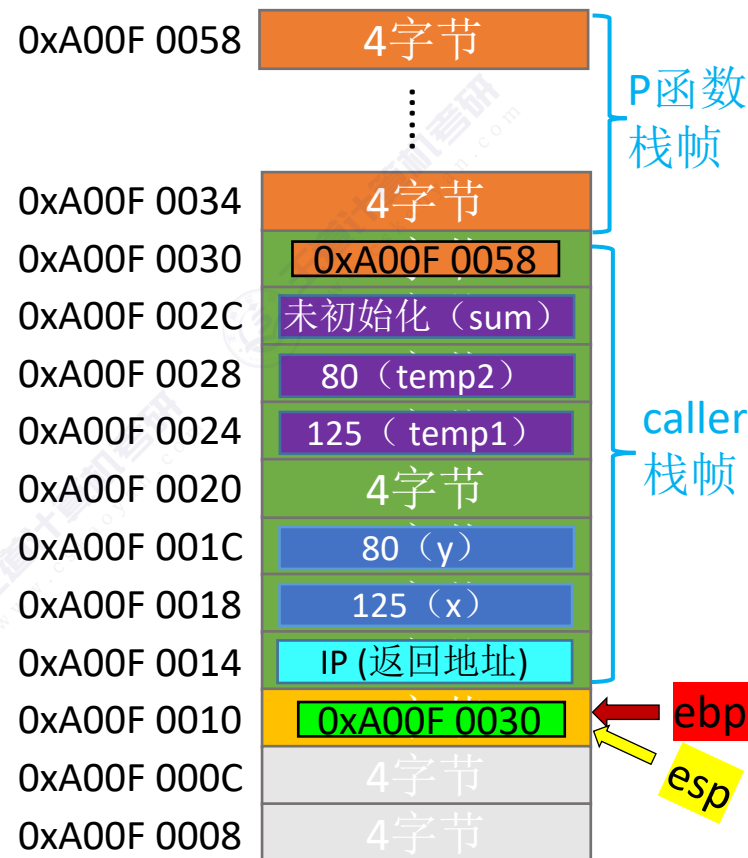 0xA00F 0058 4字节
P函数
栈帧
0xA00F 0034 4字节
0xA00F 0030 0xA00F 0058
0xA00F 002C 未初始化（sum）
0xA00F 0028 80（temp2）
0xA00F 0024 125（ temp1）
caller
栈帧
0xA00F 0020 4字节
0xA00F 001C 80（y）
0xA00F 0018 125（x）
0xA00F 0014 IP (返回地址)
0xA00F 0010 0xA00F 0030 ebp
esp
0xA00F 000C 4字节
0xA00F 0008 4字节